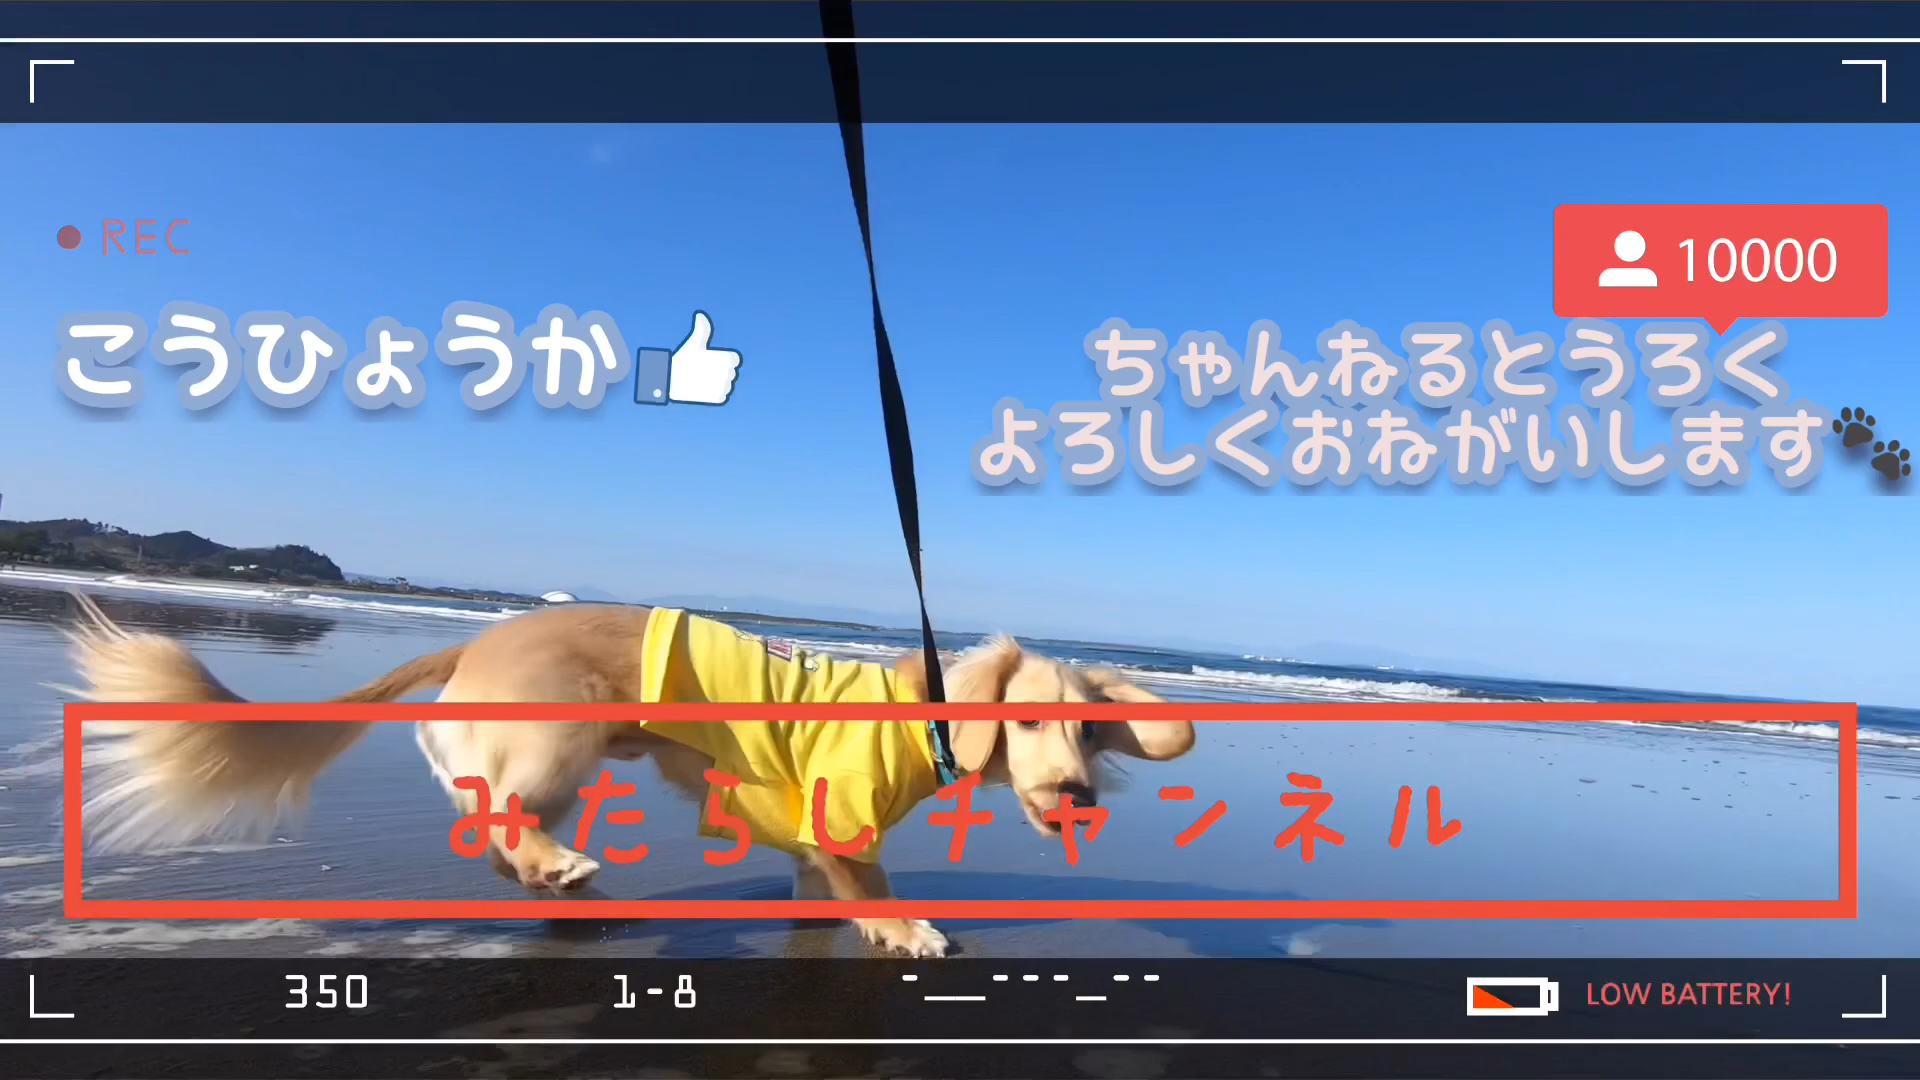 REC
10000
こうひょうか
ちゃんねるとうろく
よろしくおねがいします
みたらしチャンネル
350
1-8
LOW BATTERY!